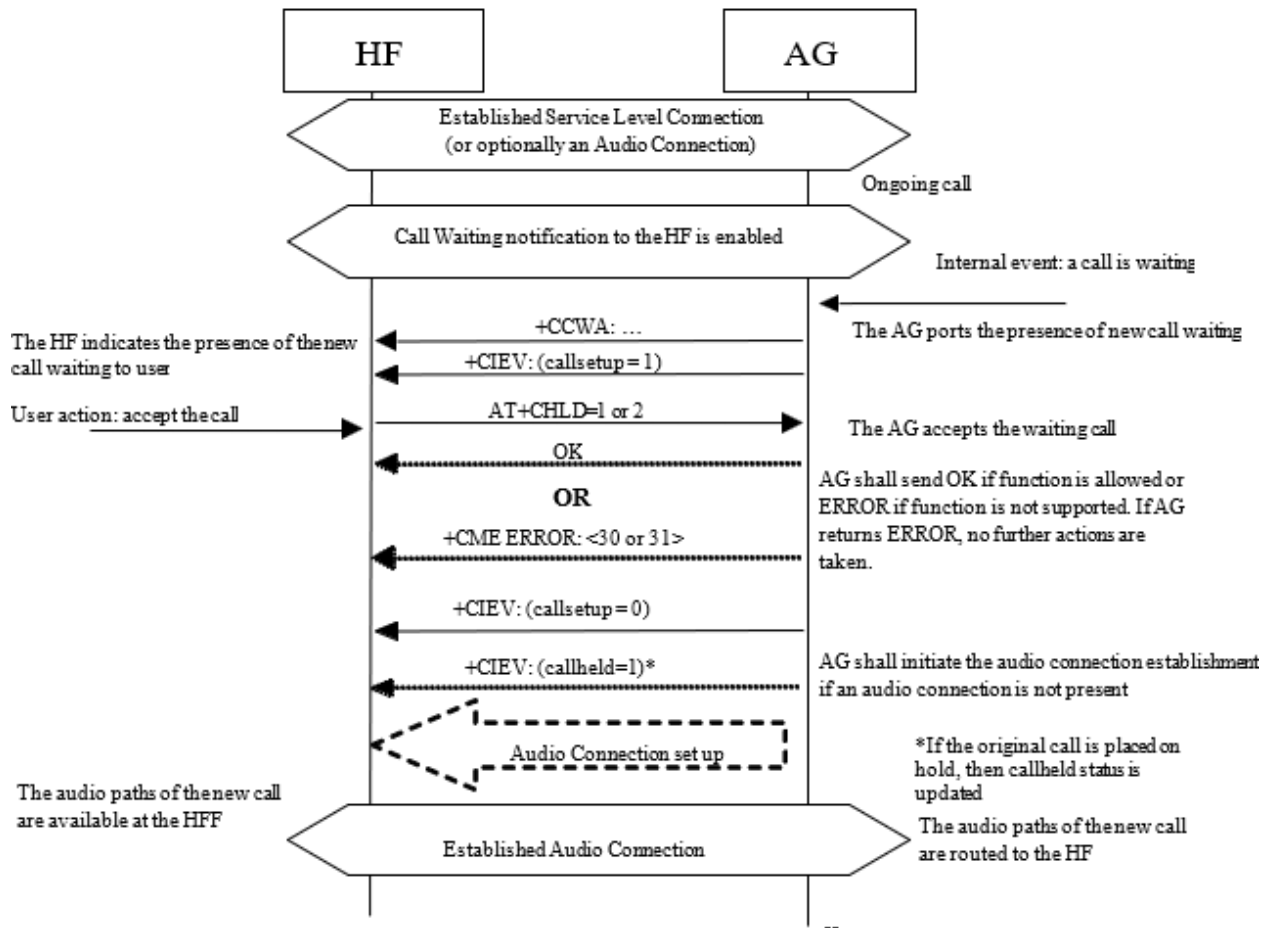 HF
AG
Established Service Level Connection
(or optionally an Audio Connection)
Ongoing call
Call Waiting notification to the HF is enabled
Internal event: a call is waiting
+CCWA: …
The AG ports the presence of new call waiting
The HF indicates the presence of the new
call waiting to user
+CIEV: (callsetup = 1)
User action: accept the call
AT+CHLD=1 or 2
The AG accepts the waiting call
OK
OR
+CME ERROR: <30 or 31>
AG shall send OK if function is allowed or
ERROR if function is not supported. If AG
returns ERROR, no further actions are
taken.
+CIEV: (callsetup = 0)
+CIEV: (callheld=1)*
AG shall initiate the audio connection establishment
if an audio connection is not present
Audio Connection set up
*If the original call is placed on
hold, then callheld status is
updated
The audio paths of the new call
are available at the HFF
Established Audio Connection
The audio paths of the new call
are routed to the HF